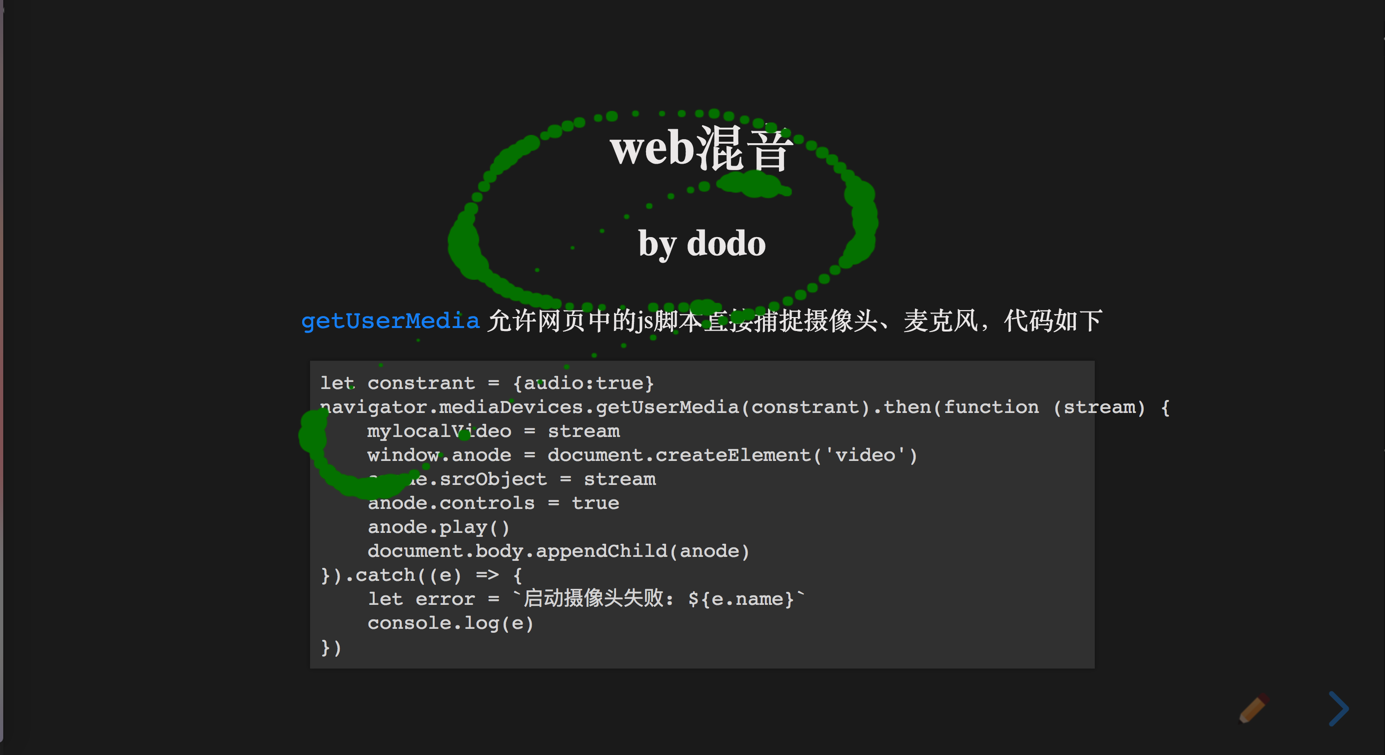 web混音
by dodo
getUserMedia 允许网页中的js脚本直接捕捉摄像头、麦克风，代码如下
let constrant = {audio:true}
navigator.mediaDevices.getUserMedia(constrant).then(function (stream) {
    mylocalVideo = stream
    window.anode = document.createElement('video')
    anode.srcObject = stream
    anode.controls = true
    anode.play()
    document.body.appendChild(anode)
}).catch((e) => {
    let error = `启动摄像头失败: ${e.name}`
    console.log(e)
})